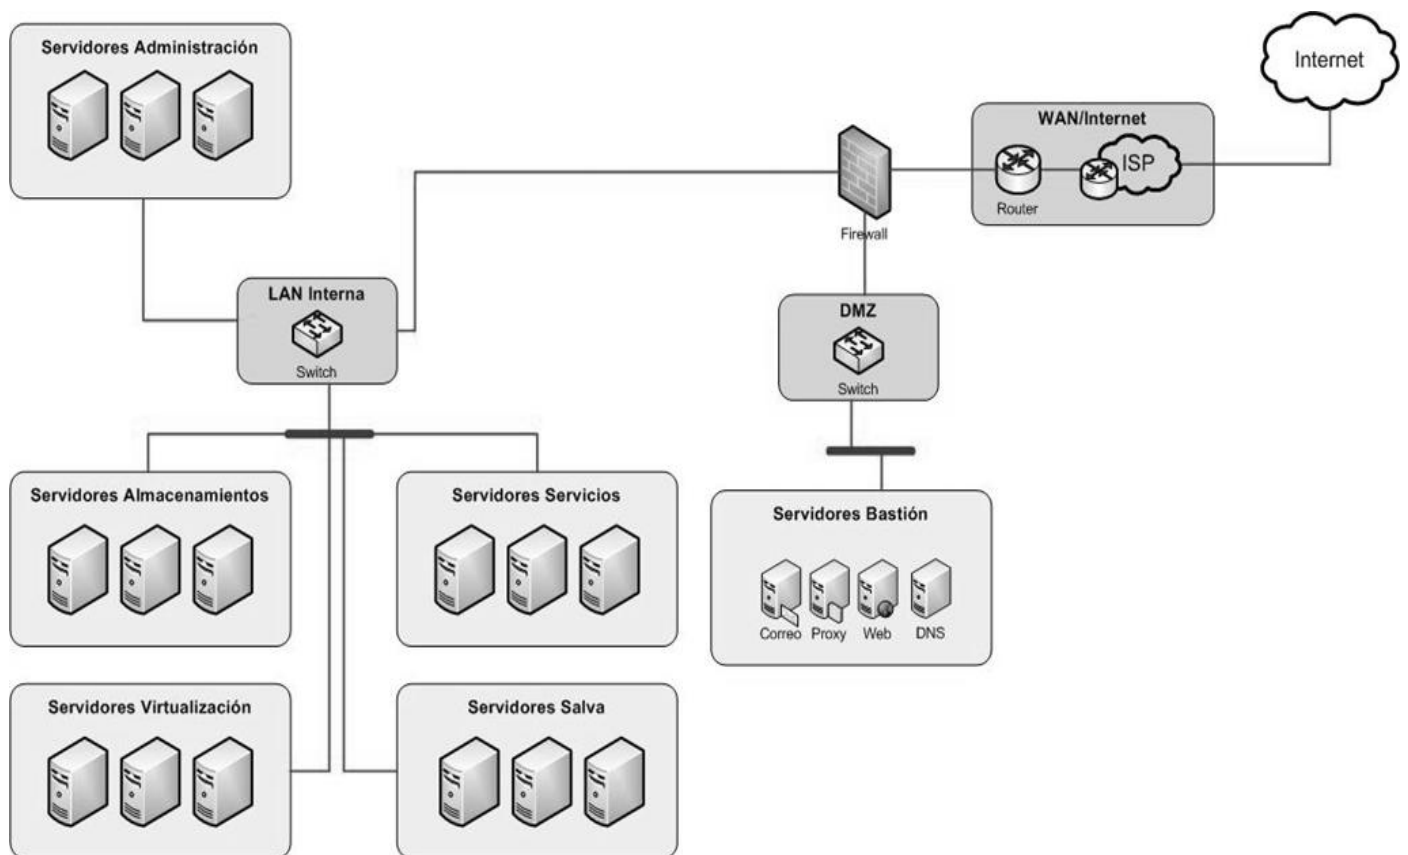 Servidores Administración
Internet
WAN/Internet
ISP
Router
Firewall
LAN Interna
Switch
DMZ
Switch
Servidores Almacenamientos
Servidores Servicios
Servidores Bastión
Correo Proxy Web DNS
Servidores Virtualización
Servidores Salva